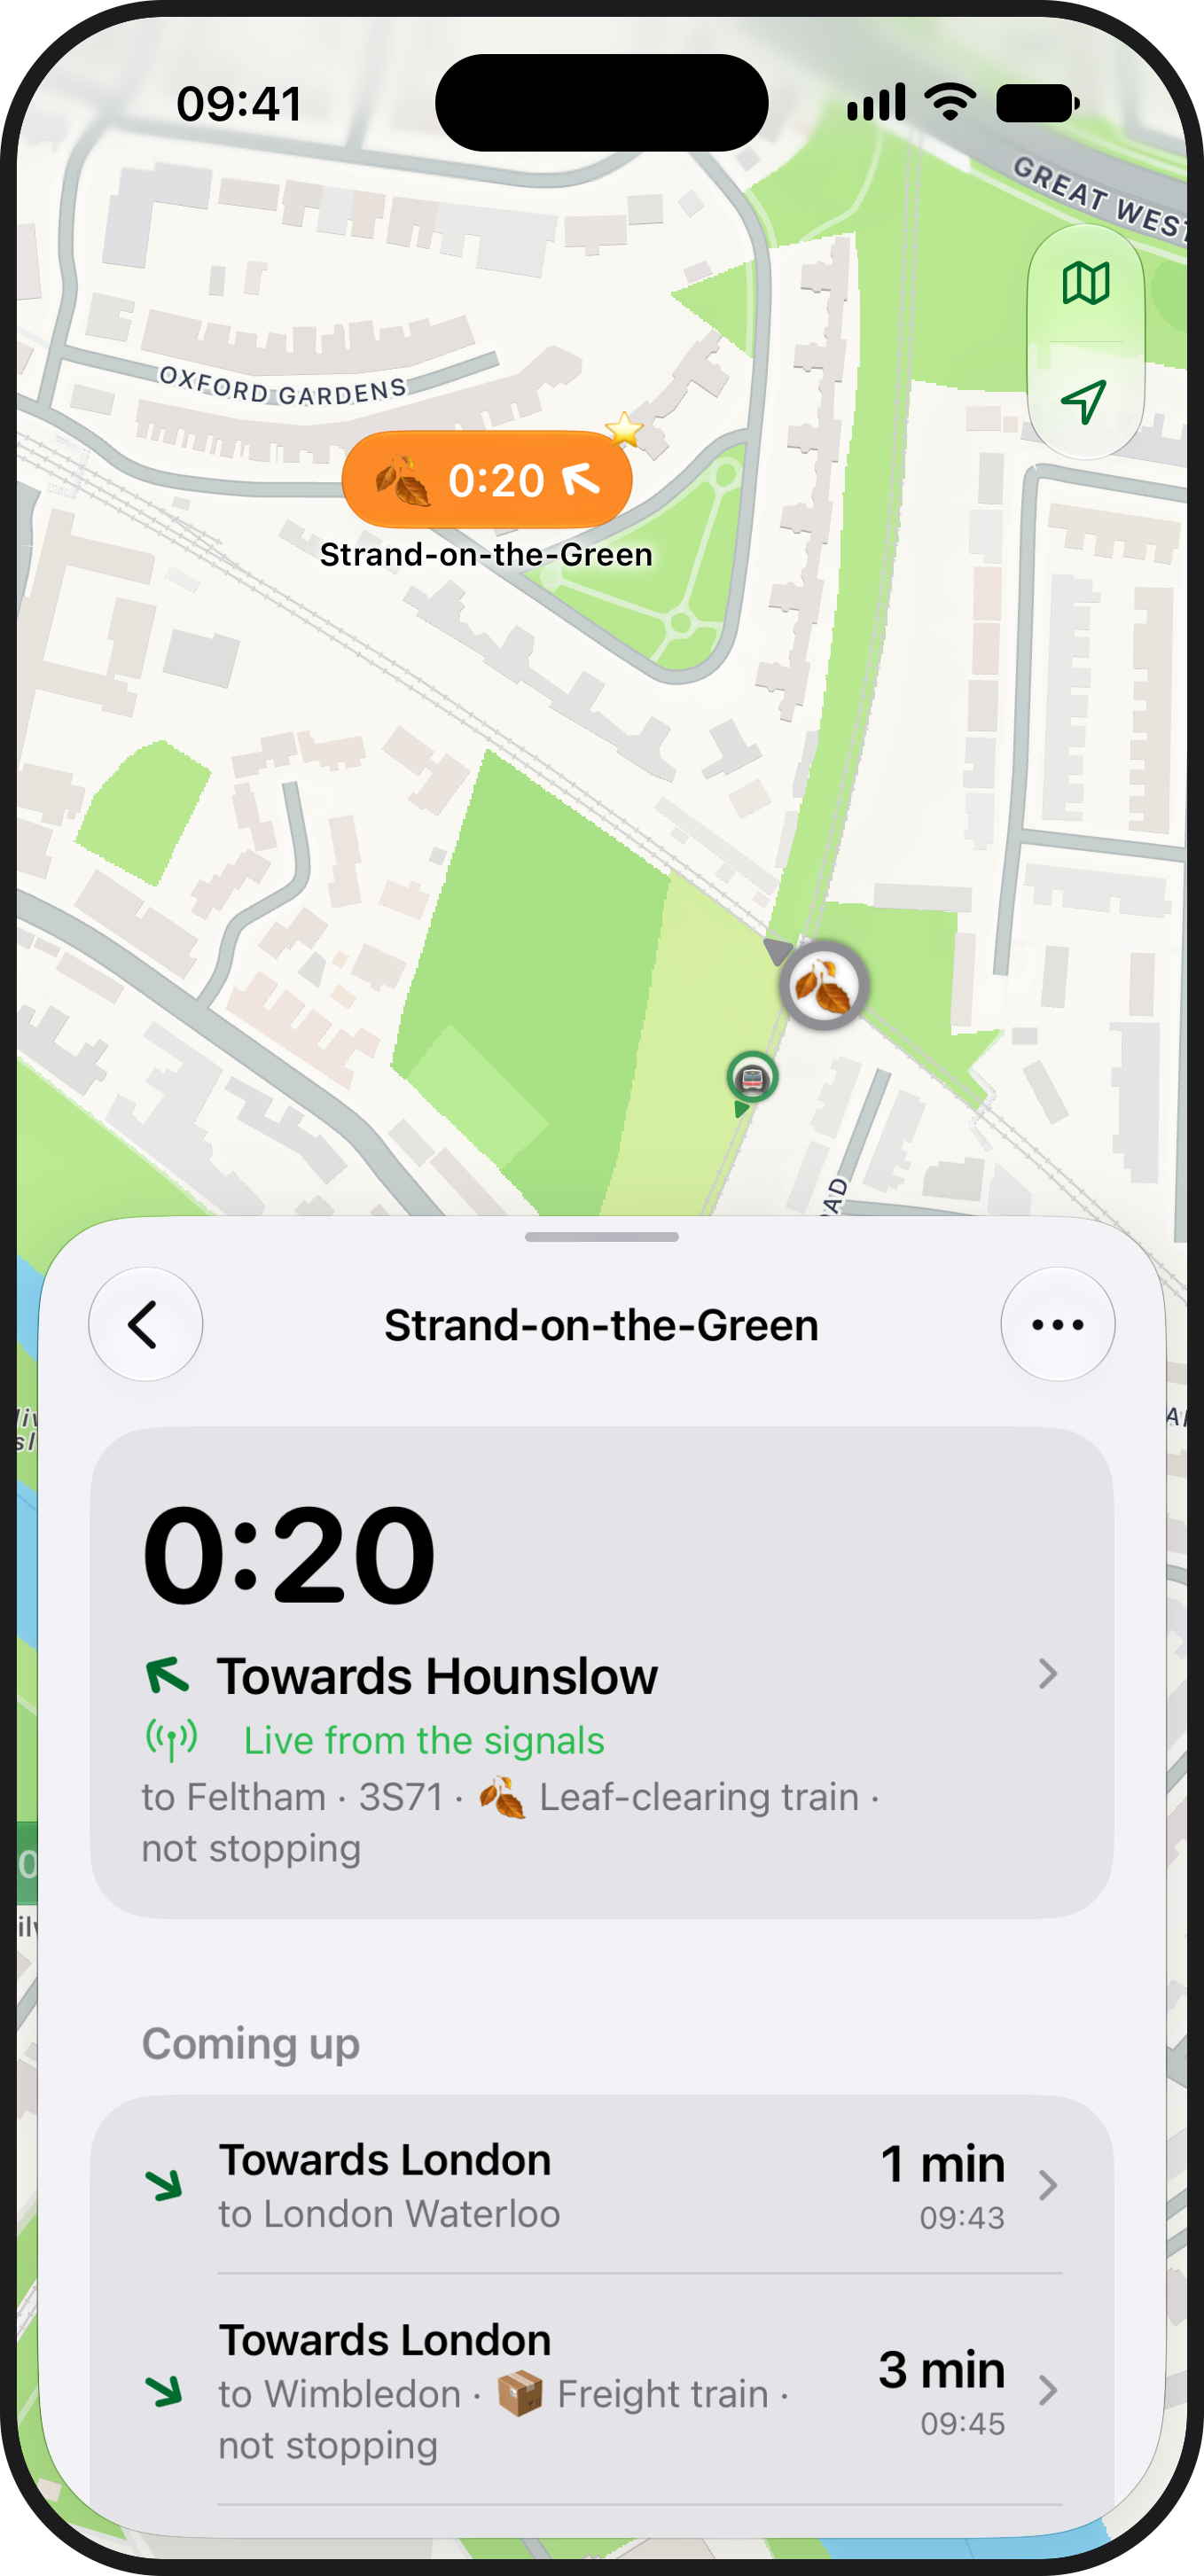 09:41
GREAT WEST
OXFORD GARDENS
0:20
Strand-on-the-Green
Strand-on-the-Green
0:20
Towards Hounslow
Live from the signals
to Feltham · 3S71 · 🍂 Leaf-clearing train ·
not stopping
Coming up
Towards London
1 min
to London Waterloo
09:43
Towards London
3 min
to Wimbledon · 📦 Freight train ·
09:45
not stopping